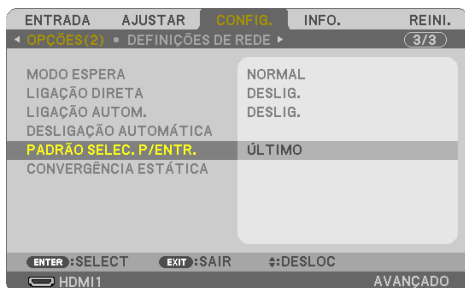 ENTRADA AJUSTAR CONFIG. INFO. REINI.
OPÇÕES(2) • DEFINIÇÕES DE REDE 3/3
MODO ESPERA NORMAL
LIGAÇÃO DIRETA DESLIG.
LIGAÇÃO AUTOM. DESLIG.
DESLIGAÇÃO AUTOMÁTICA
PADRÃO SELEC. P/ENTR. ÚLTIMO
CONVERGÊNCIA ESTÁTICA
ENTER :SELECT EXIT :SAIR :DESLOC
HDMI1 AVANÇADO